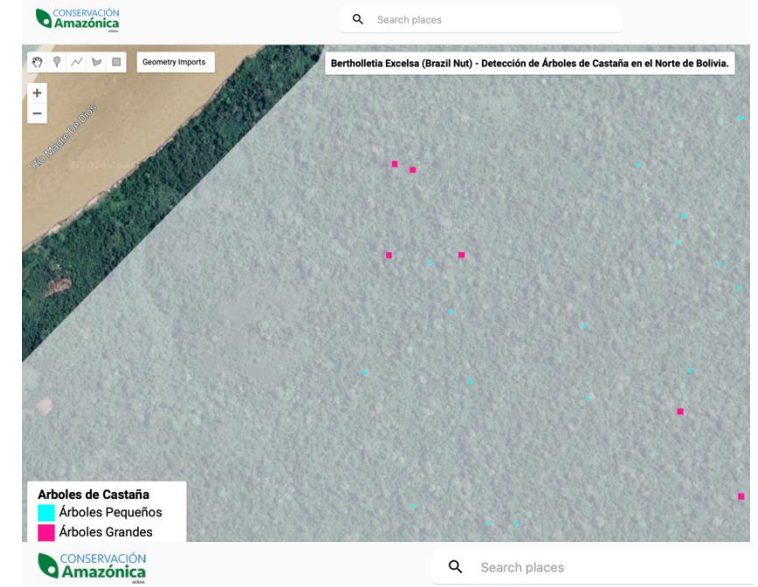 CONSERVACIÓN
Amazónica
Search places
Geometry Imports
Bertholletia Excelsa (Brazil Nut) - Detección de Árboles de Castaña en el Norte de Bolivia.
+
−
Rio Madre De Dios
Arboles de Castaña
Árboles Pequeños
Árboles Grandes
CONSERVACIÓN
Amazónica
Search places